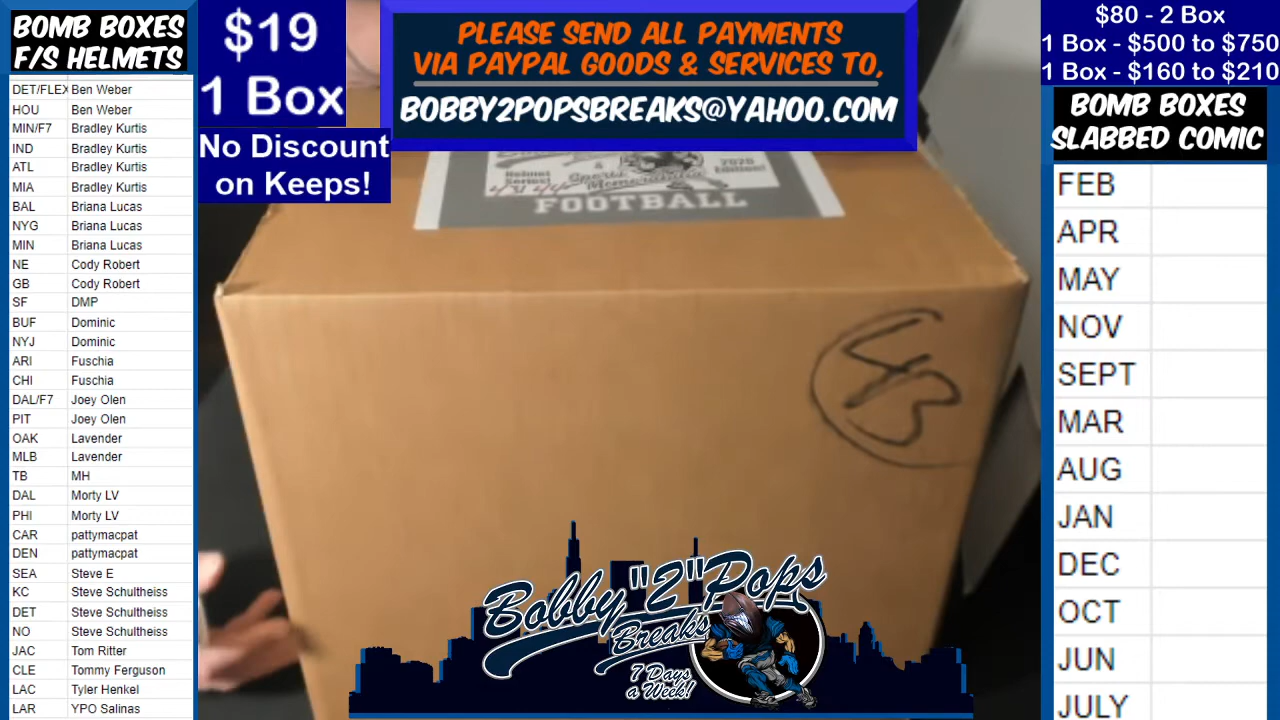 BOMB BOXES
F/S HELMETS
DET/FLEX Ben Weber
HOU Ben Weber
MIN/F7 Bradley Kurtis
IND Bradley Kurtis
ATL Bradley Kurtis
MIA Bradley Kurtis
BAL Briana Lucas
NYG Briana Lucas
MIN Briana Lucas
NE Cody Robert
GB Cody Robert
SF DMP
BUF Dominic
NYJ Dominic
ARI Fuschia
CHI Fuschia
DAL/F7 Joey Olen
PIT Joey Olen
OAK Lavender
MLB Lavender
TB MH
DAL Morty LV
PHI Morty LV
CAR pattymacpat
DEN pattymacpat
SEA Steve E
KC Steve Schultheiss
DET Steve Schultheiss
NO Steve Schultheiss
JAC Tom Ritter
CLE Tommy Ferguson
LAC Tyler Henkel
LAR YPO Salinas
$19
1 Box
No Discount
on Keeps!
PLEASE SEND ALL PAYMENTS
VIA PAYPAL GOODS & SERVICES TO,
BOBBY2POPSBREAKS@YAHOO.COM
Helmet 2020
Series! & Edition!
Sports
Memorabilia
FOOTBALL
Bobby "2" Pops
Breaks
7 Days
a Week!
$80 - 2 Box
1 Box - $500 to $750
1 Box - $160 to $210
BOMB BOXES
SLABBED COMIC
FEB
APR
MAY
NOV
SEPT
MAR
AUG
JAN
DEC
OCT
JUN
JULY